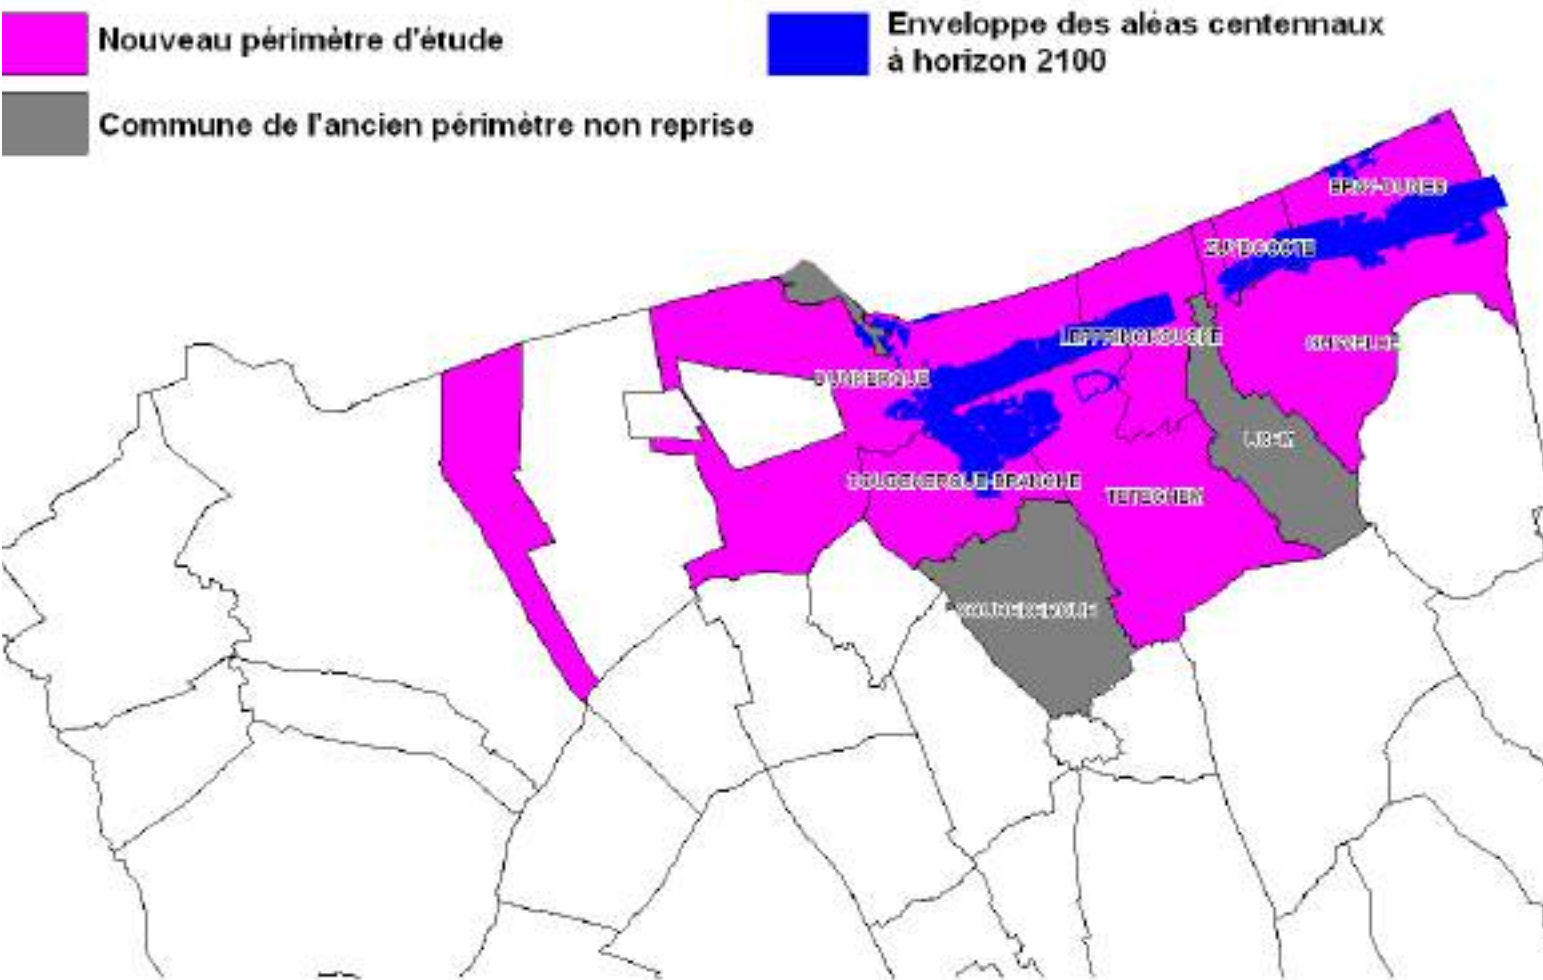 Nouveau périmètre d'étude
Enveloppe des aléas centennaux
à horizon 2100
Commune de l'ancien périmètre non reprise
BRAY-DUNES
ZUYDCOOTE
LEFFRINCKOUCKE
GHYVELDE
DUNKERQUE
UXEM
COUDEKERQUE-BRANCHE
TETEGHEM
COUDEKERQUE